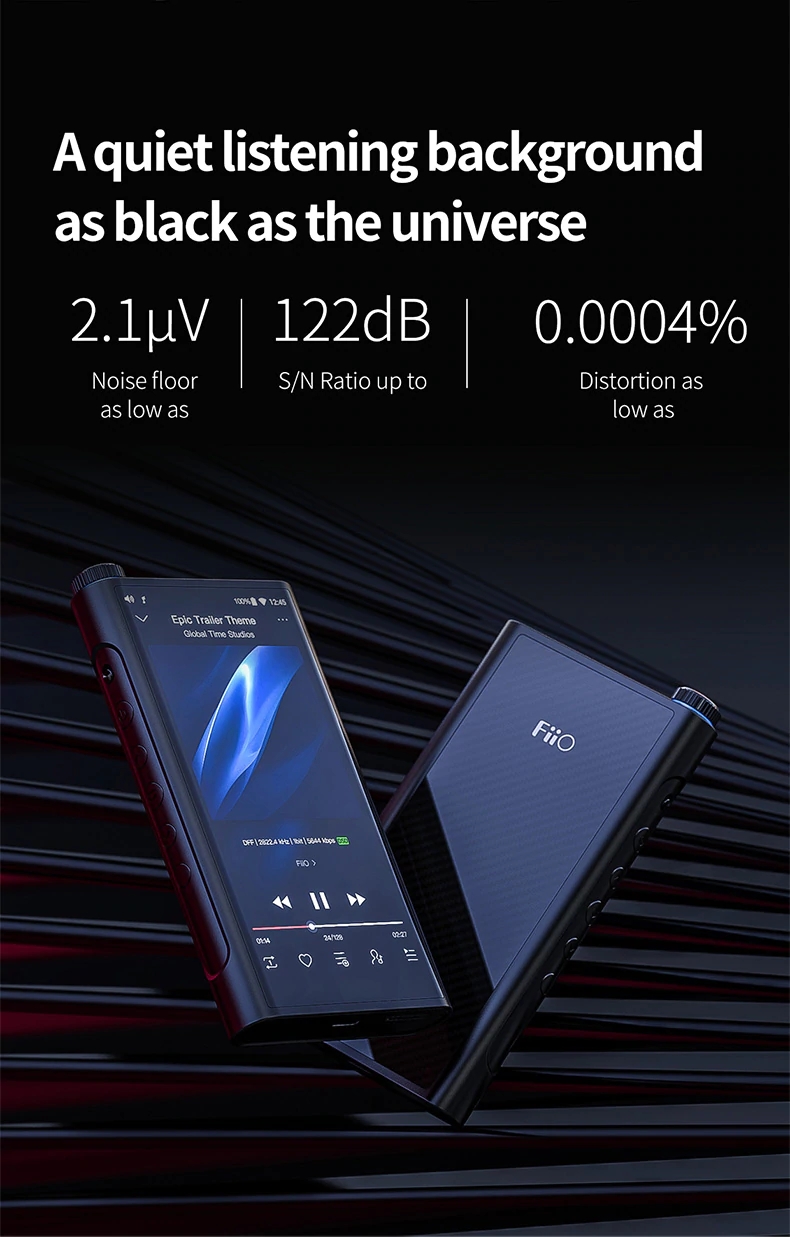 A quiet listening background
as black as the universe
2.1μV
Noise floor
as low as
122dB
S/N Ratio up to
0.0004%
Distortion as
low as
100% 12:45
Epic Trailer Theme
Global Time Studios
DFF | 2822.4 kHz | 1bit | 5644 kbps
FiiO >
01:14 24/128 02:27
FiiO